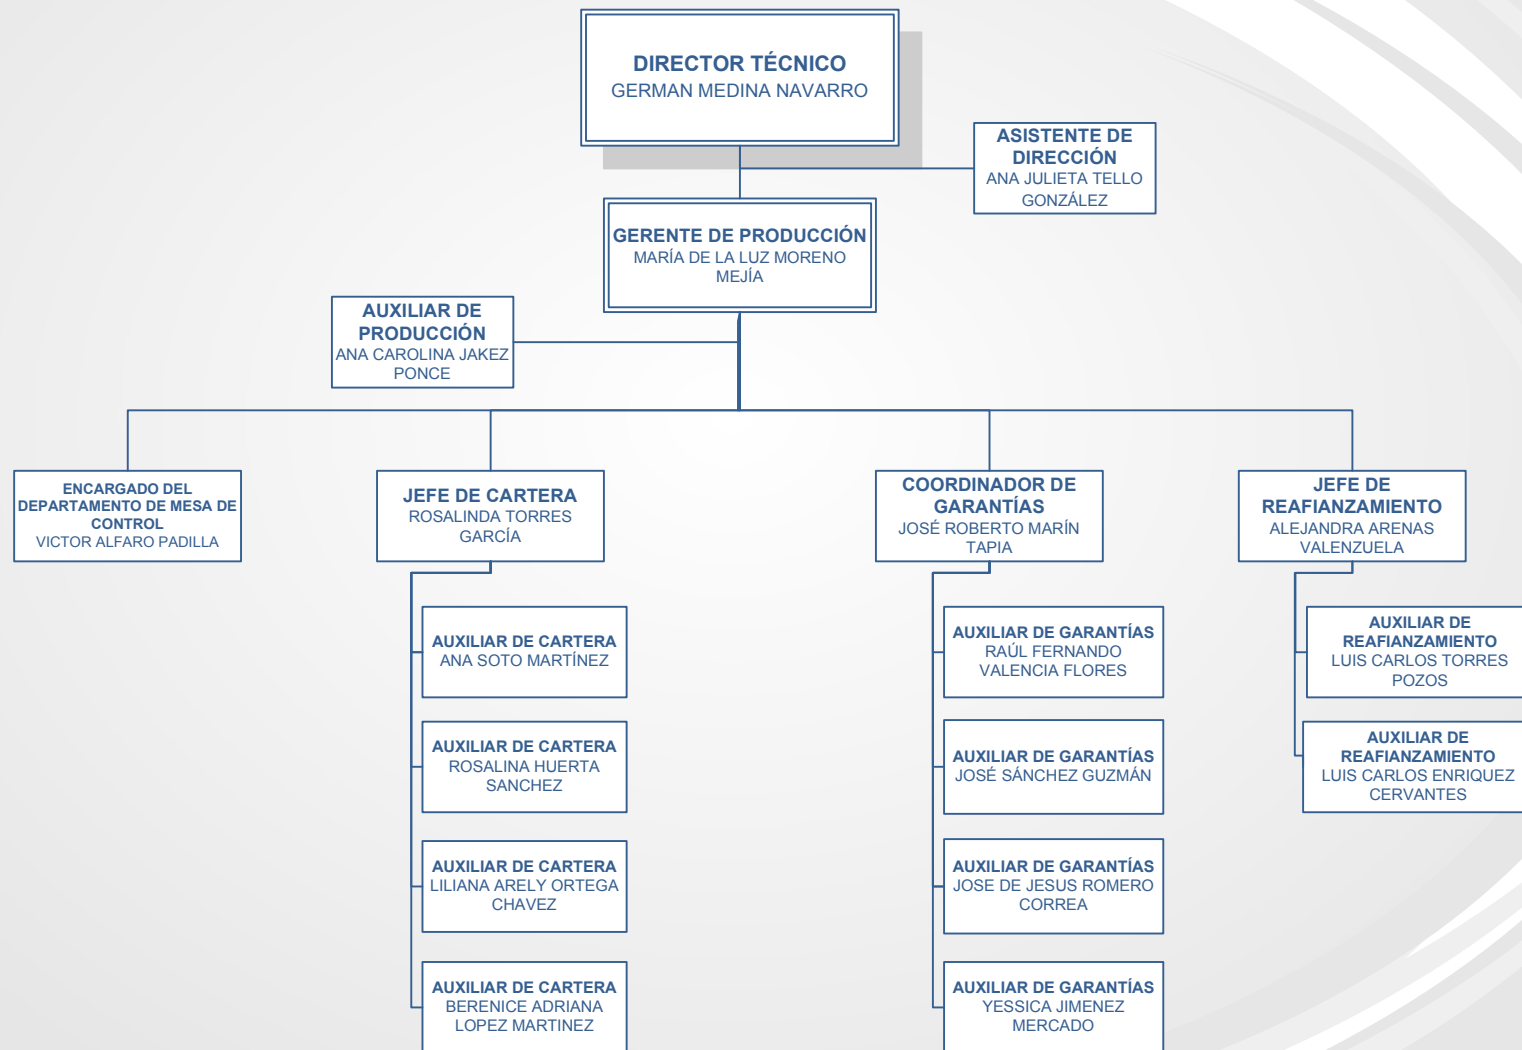 DIRECTOR TÉCNICO
GERMAN MEDINA NAVARRO
ASISTENTE DE
DIRECCIÓN
ANA JULIETA TELLO
GONZÁLEZ
GERENTE DE PRODUCCIÓN
MARÍA DE LA LUZ MORENO
MEJÍA
AUXILIAR DE
PRODUCCIÓN
ANA CAROLINA JAKEZ
PONCE
ENCARGADO DEL
DEPARTAMENTO DE MESA DE
CONTROL
VICTOR ALFARO PADILLA
JEFE DE CARTERA
ROSALINDA TORRES
GARCÍA
COORDINADOR DE
GARANTÍAS
JOSÉ ROBERTO MARÍN
TAPIA
JEFE DE
REAFIANZAMIENTO
ALEJANDRA ARENAS
VALENZUELA
AUXILIAR DE CARTERA
ANA SOTO MARTÍNEZ
AUXILIAR DE CARTERA
ROSALINA HUERTA
SANCHEZ
AUXILIAR DE CARTERA
LILIANA ARELY ORTEGA
CHAVEZ
AUXILIAR DE CARTERA
BERENICE ADRIANA
LOPEZ MARTINEZ
AUXILIAR DE GARANTÍAS
RAÚL FERNANDO
VALENCIA FLORES
AUXILIAR DE GARANTÍAS
JOSÉ SÁNCHEZ GUZMÁN
AUXILIAR DE GARANTÍAS
JOSE DE JESUS ROMERO
CORREA
AUXILIAR DE GARANTÍAS
YESSICA JIMENEZ
MERCADO
AUXILIAR DE
REAFIANZAMIENTO
LUIS CARLOS TORRES
POZOS
AUXILIAR DE
REAFIANZAMIENTO
LUIS CARLOS ENRIQUEZ
CERVANTES